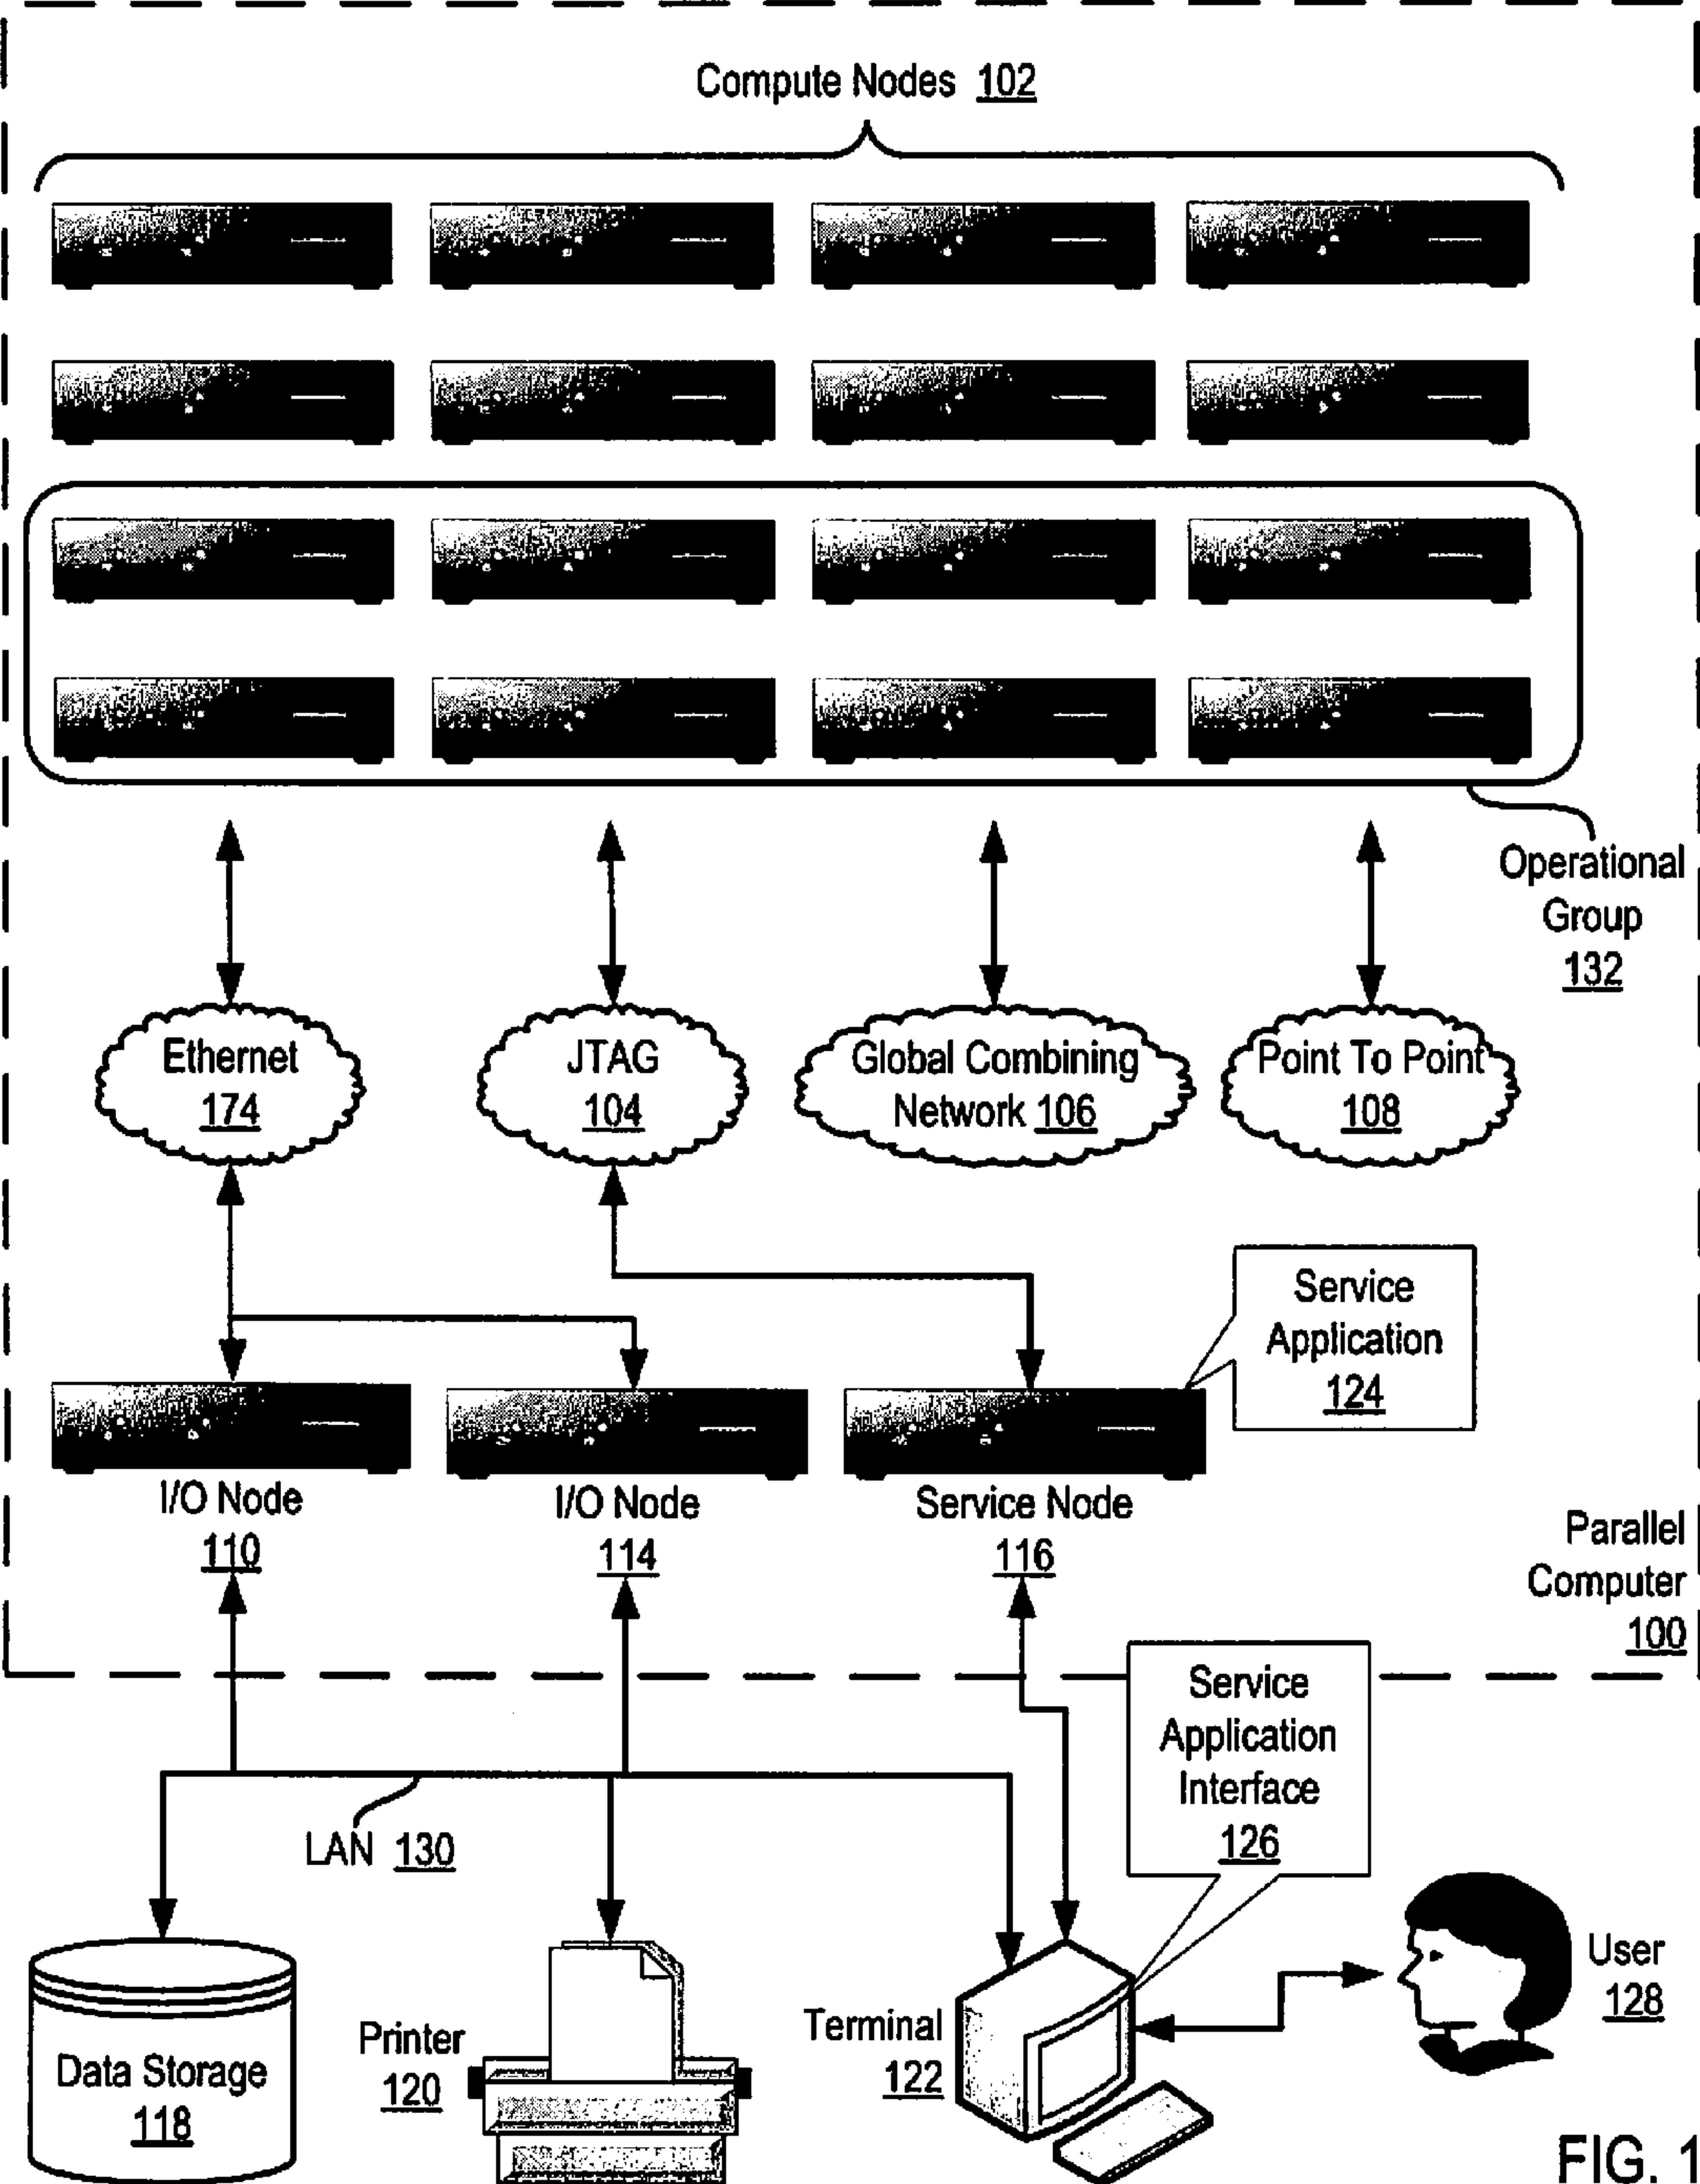 Compute Nodes 102
Operational
Group
132
Ethernet
174
JTAG
104
Global Combining
Network 106
Point To Point
108
Service
Application
124
I/O Node
110
I/O Node
114
Service Node
116
Parallel
Computer
100
Service
Application
Interface
126
LAN 130
Data Storage
118
Printer
120
Terminal
122
User
128
FIG. 1